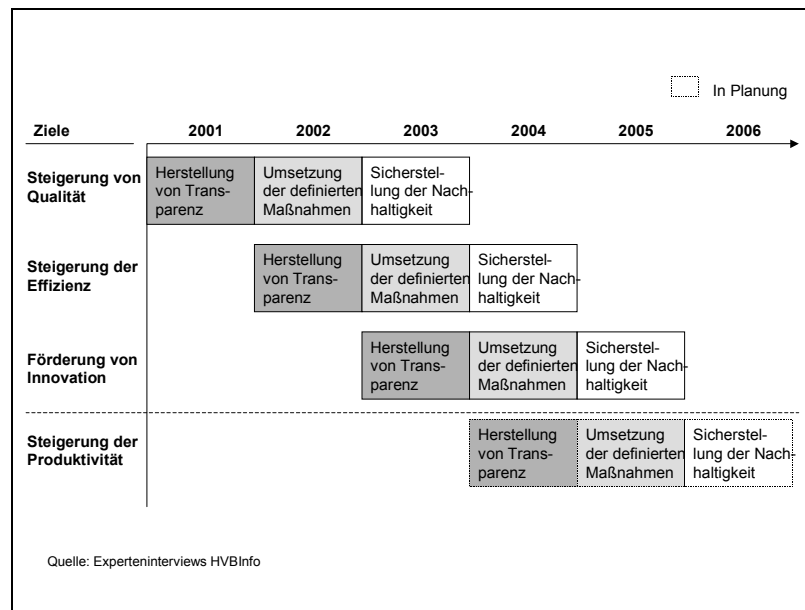 In Planung
Ziele 2001 2002 2003 2004 2005 2006
Steigerung von
Qualität
Herstellung
von Trans-
parenz
Umsetzung
der definierten
Maßnahmen
Sicherstel-
lung der Nach-
haltigkeit
Steigerung der
Effizienz
Herstellung
von Trans-
parenz
Umsetzung
der definierten
Maßnahmen
Sicherstel-
lung der Nach-
haltigkeit
Förderung von
Innovation
Herstellung
von Trans-
parenz
Umsetzung
der definierten
Maßnahmen
Sicherstel-
lung der Nach-
haltigkeit
Steigerung der
Produktivität
Herstellung
von Trans-
parenz
Umsetzung
der definierten
Maßnahmen
Sicherstel-
lung der Nach-
haltigkeit
Quelle: Experteninterviews HVBInfo